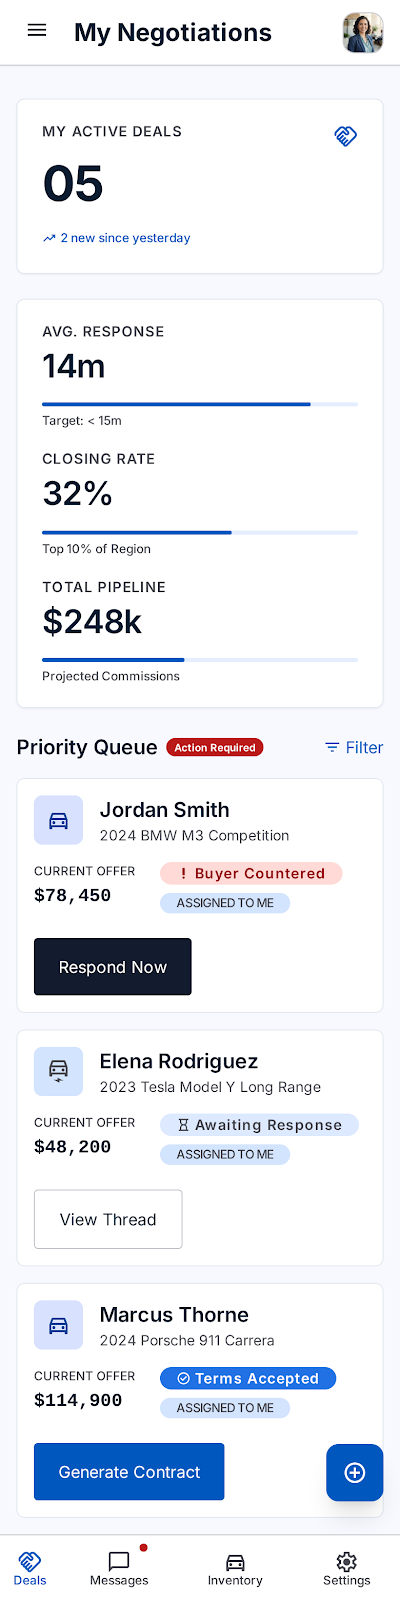 My Negotiations
MY ACTIVE DEALS
05
2 new since yesterday
AVG. RESPONSE
14m
Target: < 15m
CLOSING RATE
32%
Top 10% of Region
TOTAL PIPELINE
$248k
Projected Commissions
Priority Queue Action Required Filter
Jordan Smith
2024 BMW M3 Competition
CURRENT OFFER ! Buyer Countered
$78,450 ASSIGNED TO ME
Respond Now
Elena Rodriguez
2023 Tesla Model Y Long Range
CURRENT OFFER Awaiting Response
$48,200 ASSIGNED TO ME
View Thread
Marcus Thorne
2024 Porsche 911 Carrera
CURRENT OFFER Terms Accepted
$114,900 ASSIGNED TO ME
Generate Contract
Deals Messages Inventory Settings